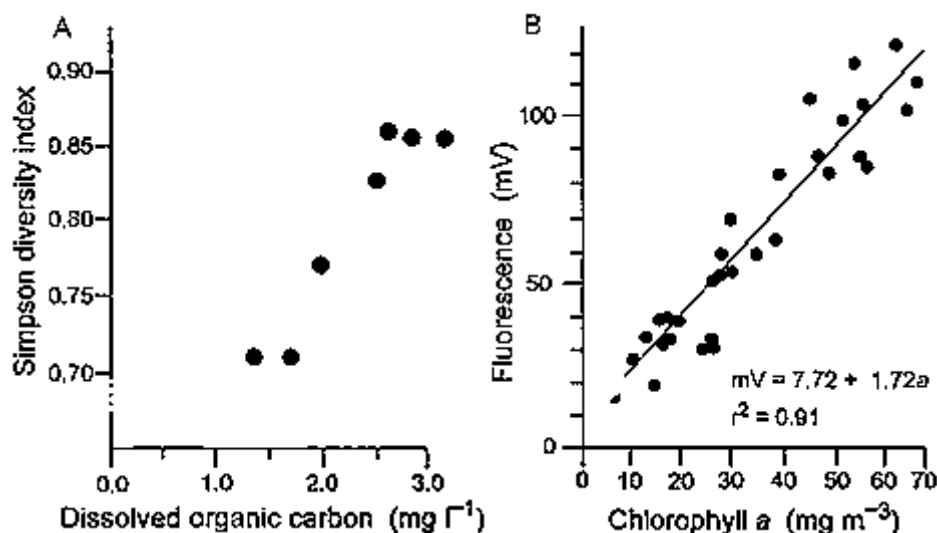 A
Simpson diversity index
0.90
0.85
0.80
0.75
0.70
0.0
1.0
2.0
3.0
Dissolved organic carbon (mg l⁻¹)
B
Fluorescence (mV)
100
50
0
mV = 7.72 + 1.72a
r² = 0.91
0
10
20
30
40
50
60
70
Chlorophyll a (mg m⁻³)